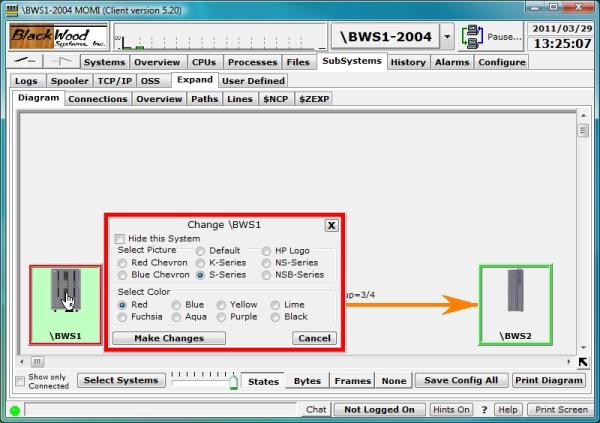 \BWS1-2004 MOMI (Client version 5.20)
BlackWood Systems, Inc.
\BWS1-2004
Pause...
2011/03/29
13:25:07
Systems Overview CPUs Processes Files SubSystems History Alarms Configure
Logs Spooler TCP/IP OSS Expand User Defined
Diagram Connections Overview Paths Lines $NCP $ZEXP
Change \BWS1
X
Hide this System
Select Picture Default HP Logo
Red Chevron K-Series NS-Series
Blue Chevron S-Series NSB-Series
Select Color
Red Blue Yellow Lime
Fuchsia Aqua Purple Black
Make Changes Cancel
up=3/4
\BWS1
\BWS2
Show only Connected
Select Systems
States Bytes Frames None
Save Config All
Print Diagram
Chat Not Logged On Hints On ? Help Print Screen